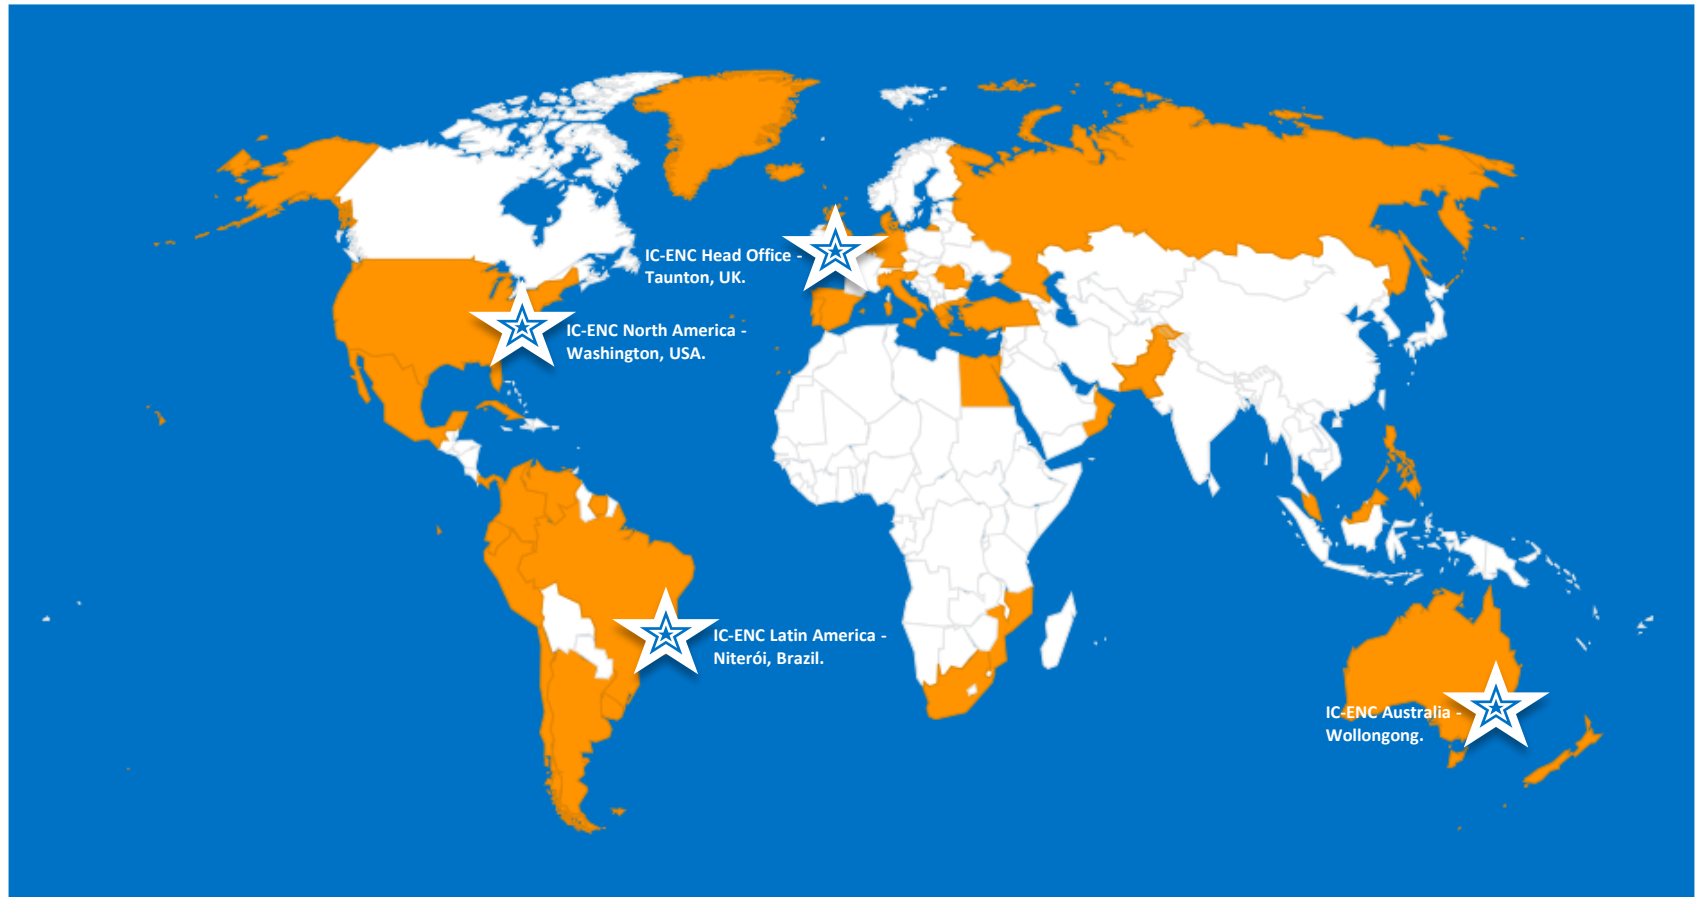 IC-ENC Head Office -
Taunton, UK.
IC-ENC North America -
Washington, USA.
IC-ENC Latin America -
Niterói, Brazil.
IC-ENC Australia -
Wollongong.